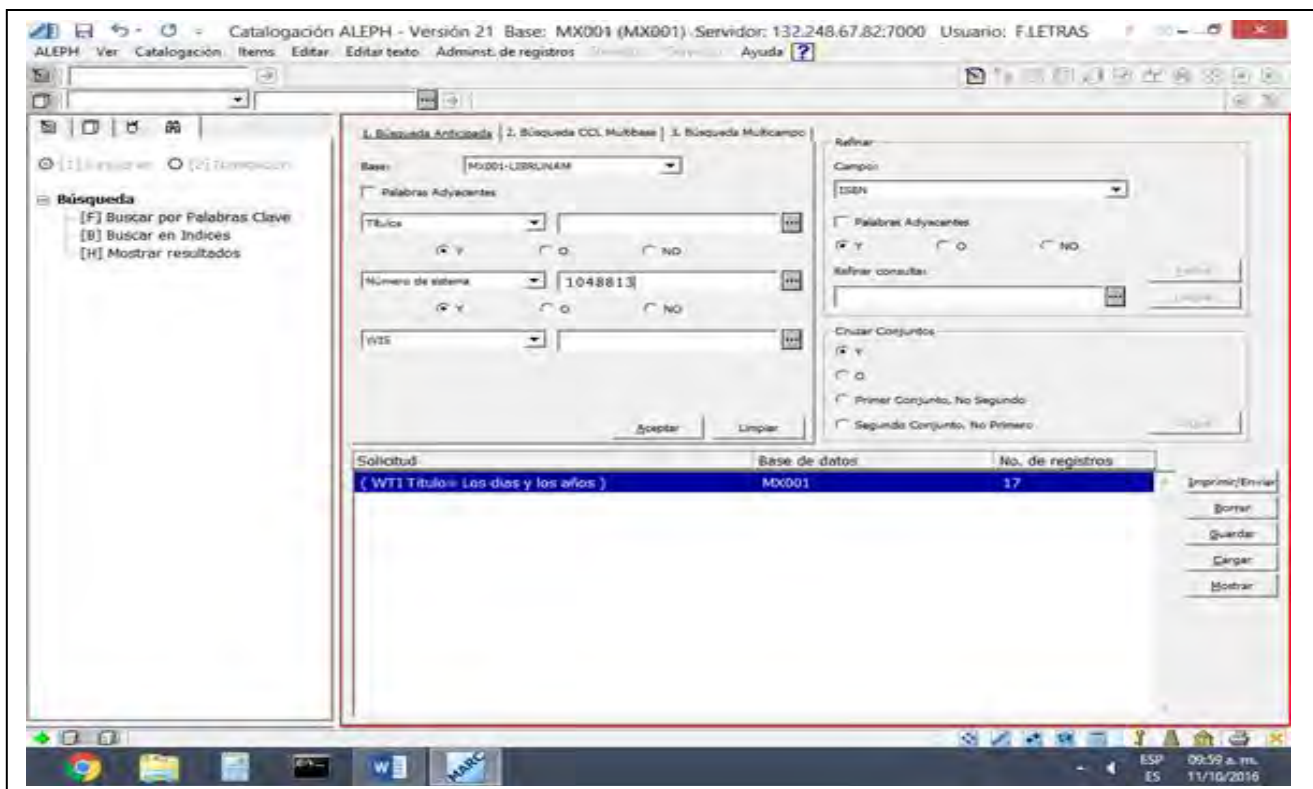 Catalogación ALEPH - Versión 21 Base: MX001 (MX001) Servidor: 132.248.67.82:7000 Usuario: F.LETRAS
ALEPH Ver Catalogación Items Editar Editar texto Administ. de registros Ayuda ?
1. Búsqueda Anticipada 2. Búsqueda CCL Multibase 3. Búsqueda Multicampo
Base: MX001-LIBRUNAM
Palabras Adyacentes
Títulos
Y O NO
Número de sistema 1048813
Y O NO
WIS
Aceptar Limpiar
Refinar
Campo:
ISBN
Palabras Adyacentes
Y O NO
Refinar consulta:
Cruzar Conjuntos
Y
O
Primer Conjunto, No Segundo
Segundo Conjunto, No Primero
Búsqueda
[F] Buscar por Palabras Clave
[B] Buscar en Indices
[H] Mostrar resultados
Solicitud Base de datos No. de registros
( WTI Título= Los dias y los años ) MX001 17
Imprimir/Enviar
Borrar
Guardar
Cargar
Mostrar
W MARC
ESP 09:59 a. m.
ES 11/10/2016